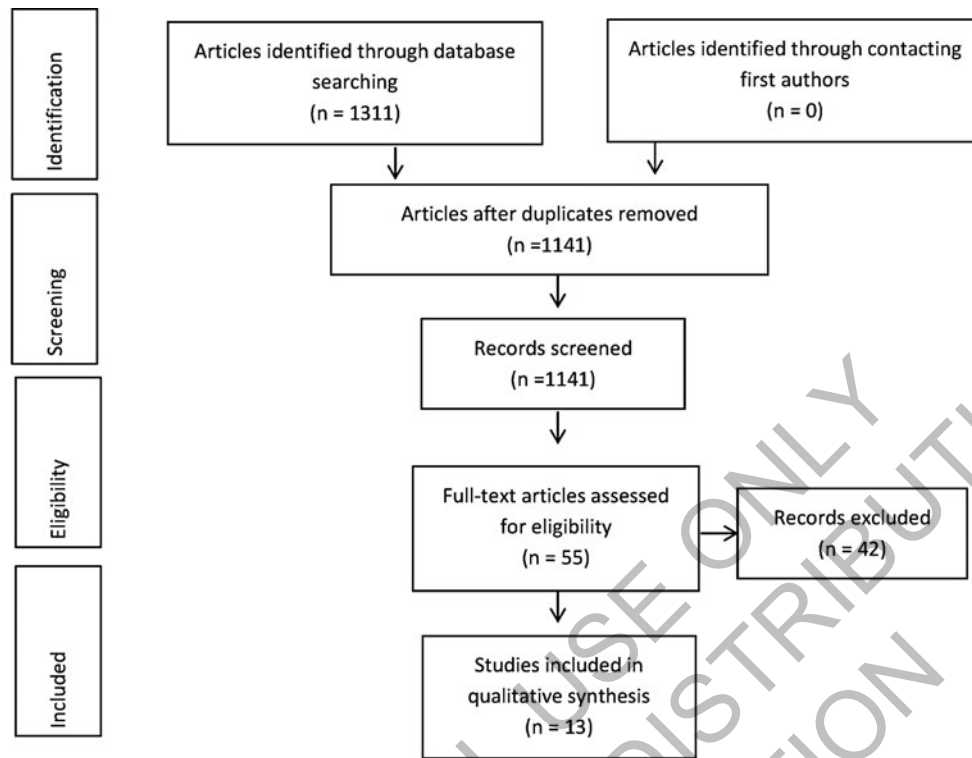 Identification
Articles identified through database
searching
(n = 1311)
Articles identified through contacting
first authors
(n = 0)
Screening
Articles after duplicates removed
(n =1141)
Records screened
(n =1141)
Eligibility
Full-text articles assessed
for eligibility
(n = 55)
Records excluded
(n = 42)
Included
Studies included in
qualitative synthesis
(n = 13)
USE ONLY